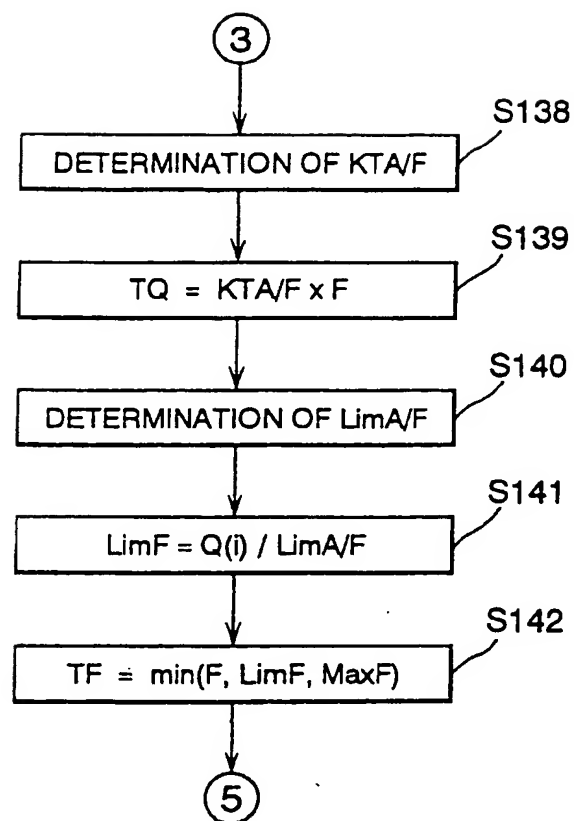 3
S138
DETERMINATION OF KTA/F
S139
TQ = KTA/F x F
S140
DETERMINATION OF LimA/F
S141
LimF = Q(i) / LimA/F
S142
TF = min(F, LimF, MaxF)
5